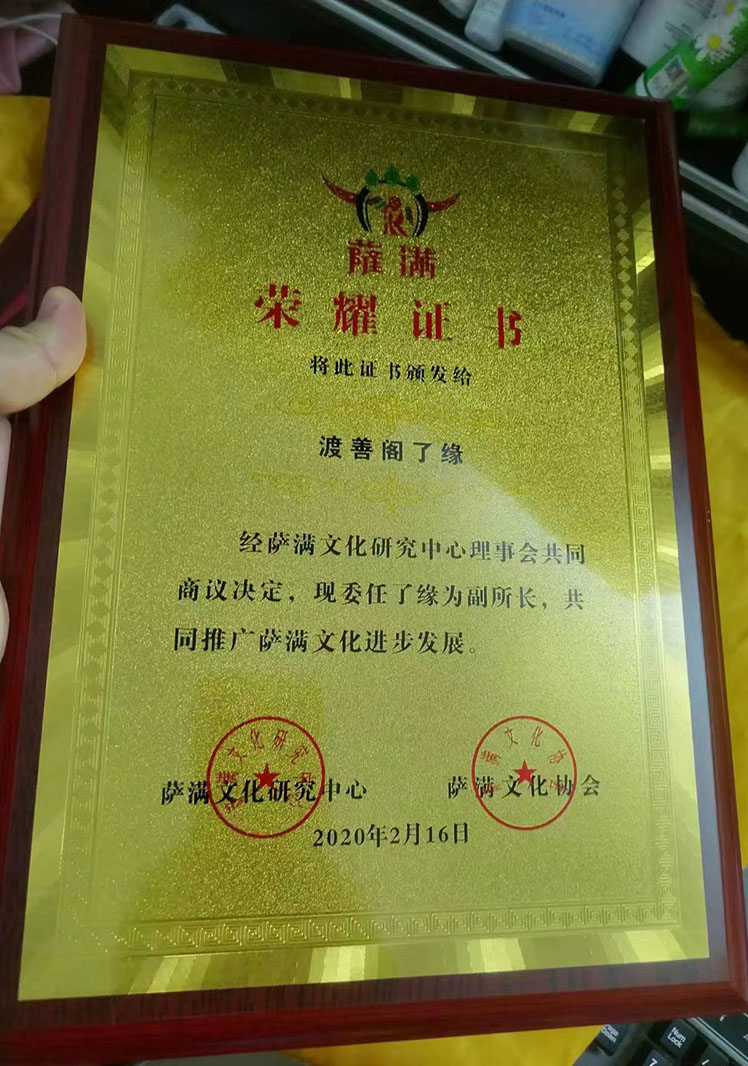 薩满
荣耀证书
将此证书颁发给
渡善阁了缘
经萨满文化研究中心理事会共同
商议决定，现委任了缘为副所长，共
同推广萨满文化进步发展。
萨满文化研究中心
萨满文化协会
2020年2月16日
Num
Lock
7